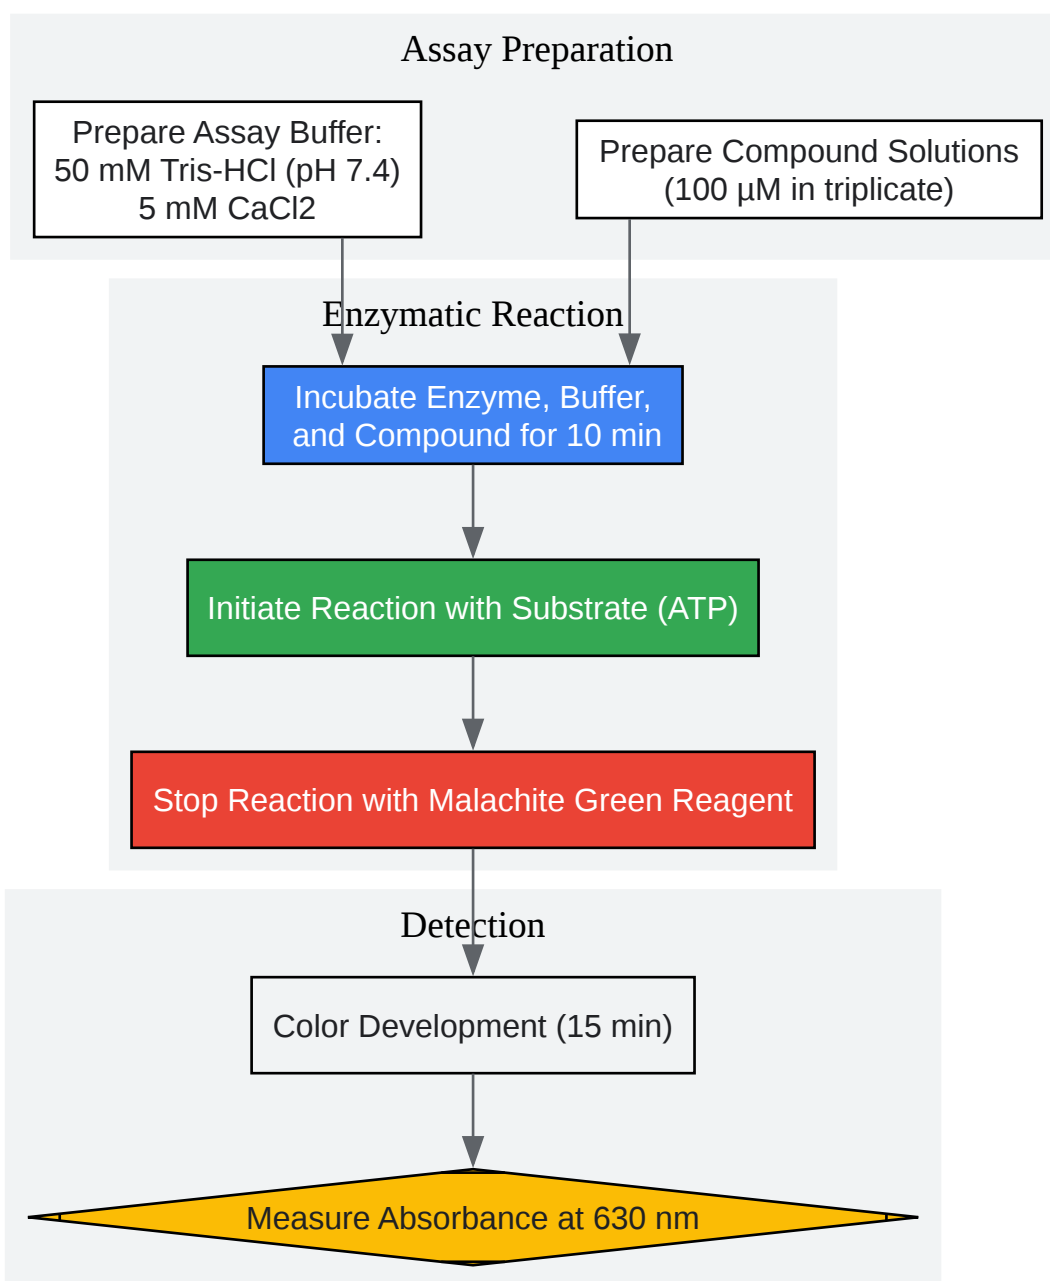 Assay Preparation
Prepare Assay Buffer:
50 mM Tris-HCl (pH 7.4)
5 mM CaCl2
Prepare Compound Solutions
(100 µM in triplicate)
Enzymatic Reaction
Incubate Enzyme, Buffer,
and Compound for 10 min
Initiate Reaction with Substrate (ATP)
Stop Reaction with Malachite Green Reagent
Detection
Color Development (15 min)
Measure Absorbance at 630 nm